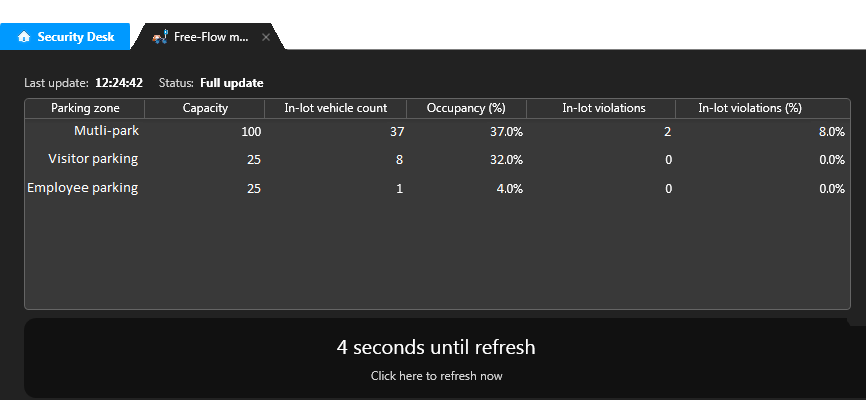 Security Desk Free-Flow m...
Last update: 12:24:42 Status: Full update
Parking zone Capacity In-lot vehicle count Occupancy (%) In-lot violations In-lot violations (%)
Mutli-park 100 37 37.0% 2 8.0%
Visitor parking 25 8 32.0% 0 0.0%
Employee parking 25 1 4.0% 0 0.0%
4 seconds until refresh
Click here to refresh now